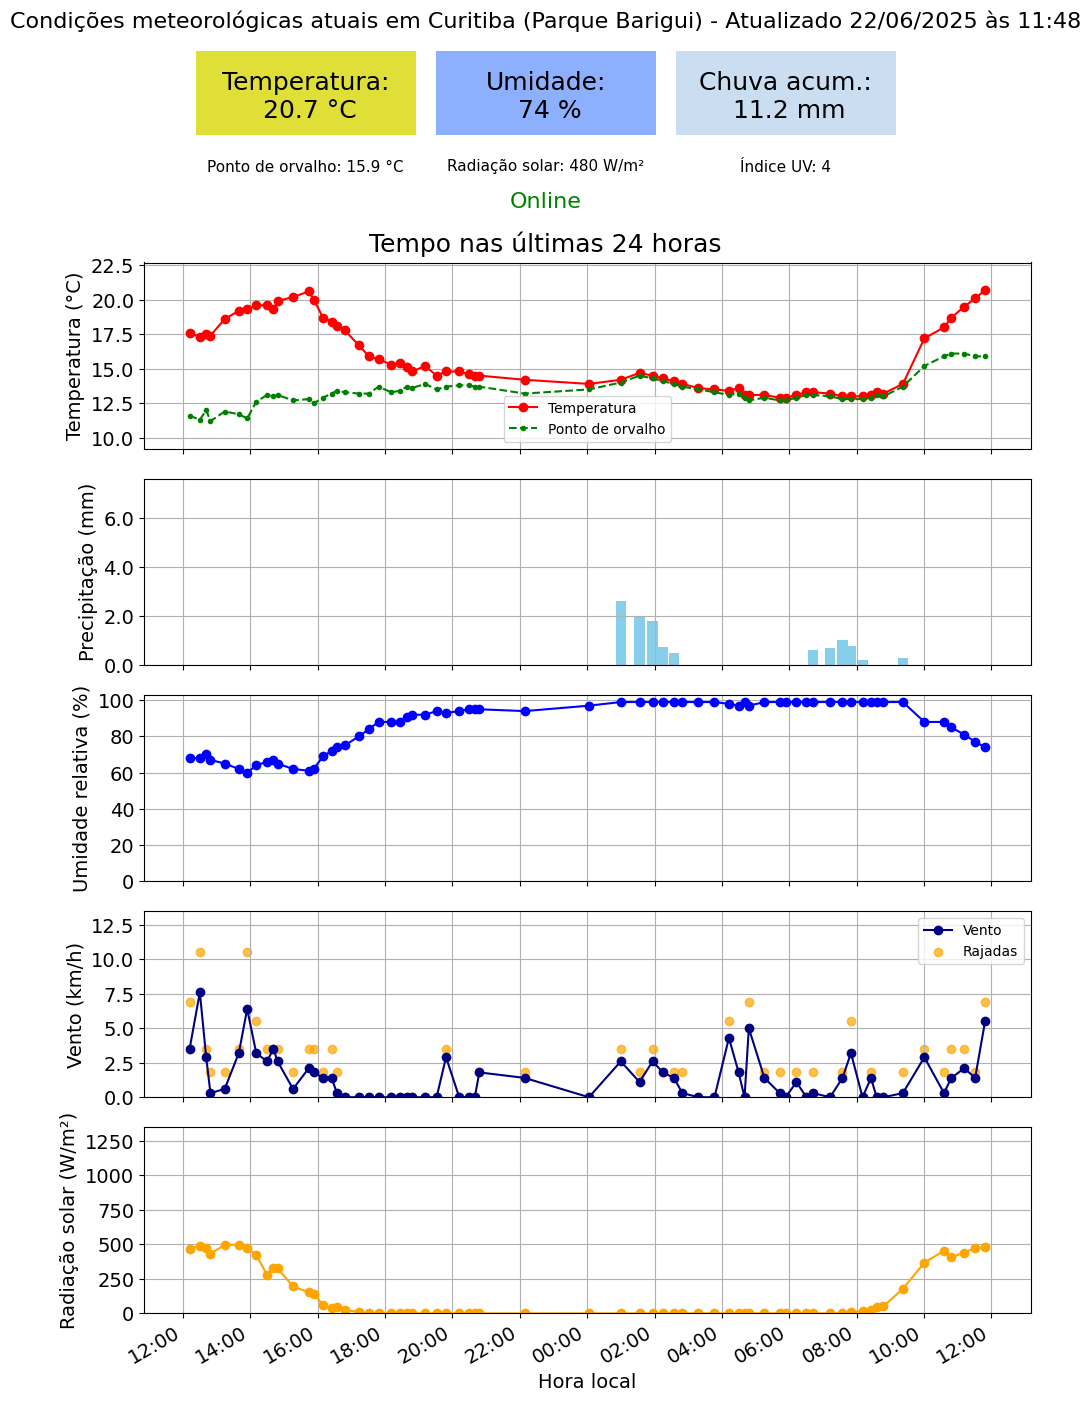 Condições meteorológicas atuais em Curitiba (Parque Barigui) - Atualizado 22/06/2025 às 11:48
Temperatura:
20.7 °C
Umidade:
74 %
Chuva acum.:
11.2 mm
Ponto de orvalho: 15.9 °C
Radiação solar: 480 W/m²
Índice UV: 4
Online
Tempo nas últimas 24 horas
Temperatura (°C)
22.5
20.0
17.5
15.0
12.5
10.0
Temperatura
Ponto de orvalho
Precipitação (mm)
6.0
4.0
2.0
0.0
Umidade relativa (%)
100
80
60
40
20
0
Vento (km/h)
12.5
10.0
7.5
5.0
2.5
0.0
Vento
Rajadas
Radiação solar (W/m²)
1250
1000
750
500
250
0
12:00 14:00 16:00 18:00 20:00 22:00 00:00 02:00 04:00 06:00 08:00 10:00 12:00
Hora local